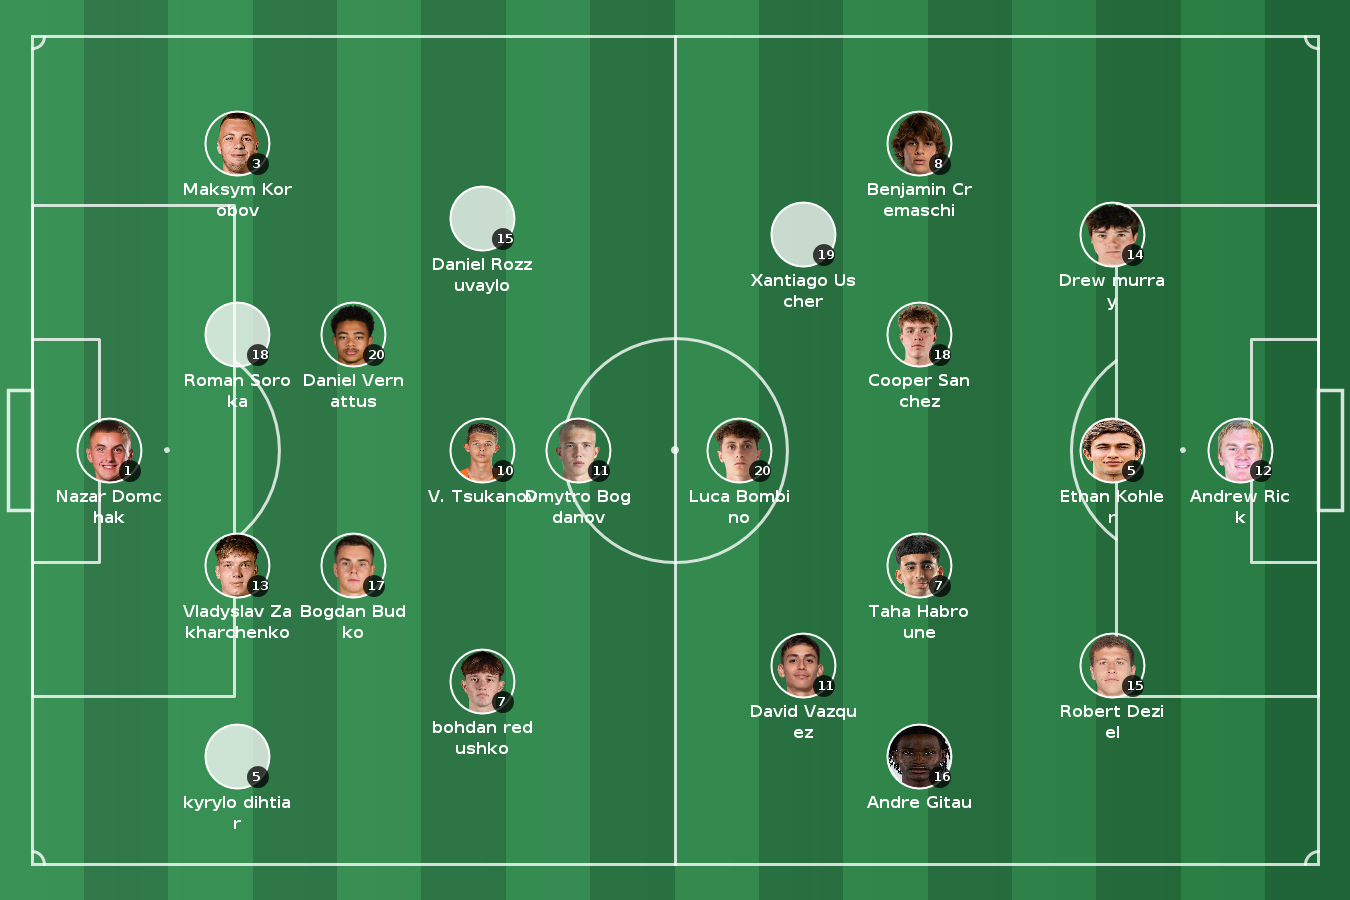 3
Maksym Kor
obov
15
Daniel Rozz
uvaylo
18
Roman Soro
ka
20
Daniel Vern
attus
1
Nazar Domc
hak
10
V. Tsukanov
11
Dmytro Bog
danov
13
Vladyslav Za
kharchenko
17
Bogdan Bud
ko
7
bohdan red
ushko
5
kyrylo dihtia
r
8
Benjamin Cr
emaschi
19
Xantiago Us
cher
14
Drew murra
y
18
Cooper San
chez
20
Luca Bombi
no
5
Ethan Kohle
r
12
Andrew Ric
k
7
Taha Habro
une
11
David Vazqu
ez
15
Robert Dezi
el
16
Andre Gitau